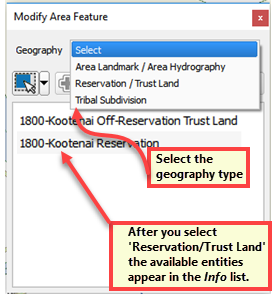 Modify Area Feature
Geography
Select
Area Landmark / Area Hydrography
Reservation / Trust Land
Tribal Subdivision
1800-Kootenai Off-Reservation Trust Land
1800-Kootenai Reservation
Select the
geography type
After you select
'Reservation/Trust Land'
the available entities
appear in the Info list.